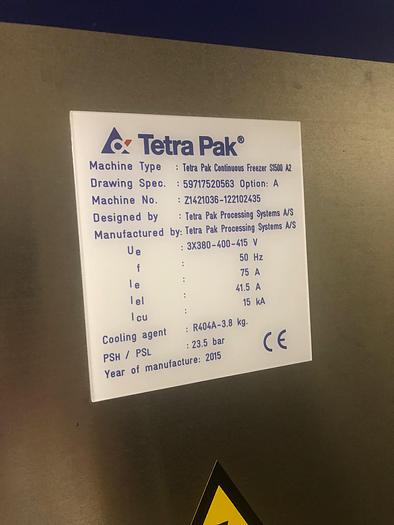 Tetra Pak®
Machine Type : Tetra Pak Continuous Freezer S1500 A2
Drawing Spec. : 59717520563 Option: A
Machine No. : Z1421036-122102435
Designed by : Tetra Pak Processing Systems A/S
Manufactured by: Tetra Pak Processing Systems A/S
Ue : 3X380-400-415 V
f : 50 Hz
Ie : 75 A
Iel : 41.5 A
Icu : 15 kA
Cooling agent : R404A-3.8 kg.
PSH / PSL : 23.5 bar
Year of manufacture: 2015
CE